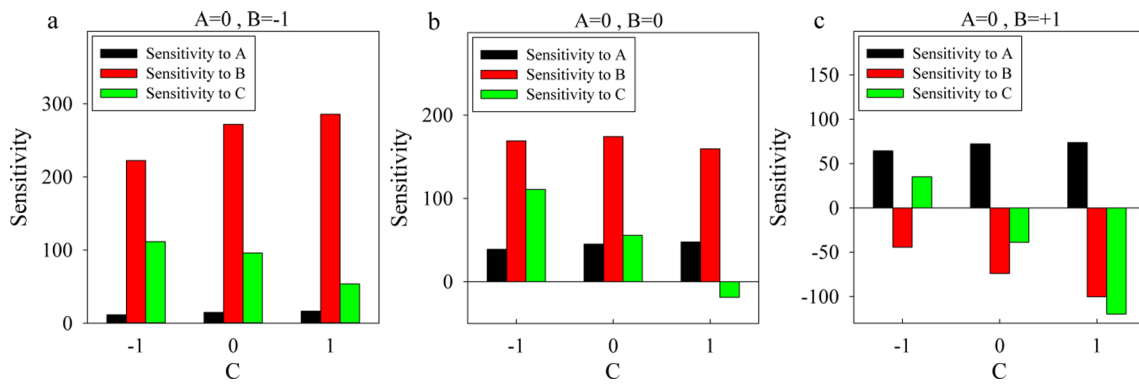 a
A=0 , B=-1
Sensitivity to A
Sensitivity to B
Sensitivity to C
300
200
100
0
Sensitivity
-1 0 1
C
b
A=0 , B=0
Sensitivity to A
Sensitivity to B
Sensitivity to C
200
100
0
Sensitivity
-1 0 1
C
c
A=0 , B=+1
Sensitivity to A
Sensitivity to B
Sensitivity to C
150
100
50
0
-50
-100
Sensitivity
-1 0 1
C